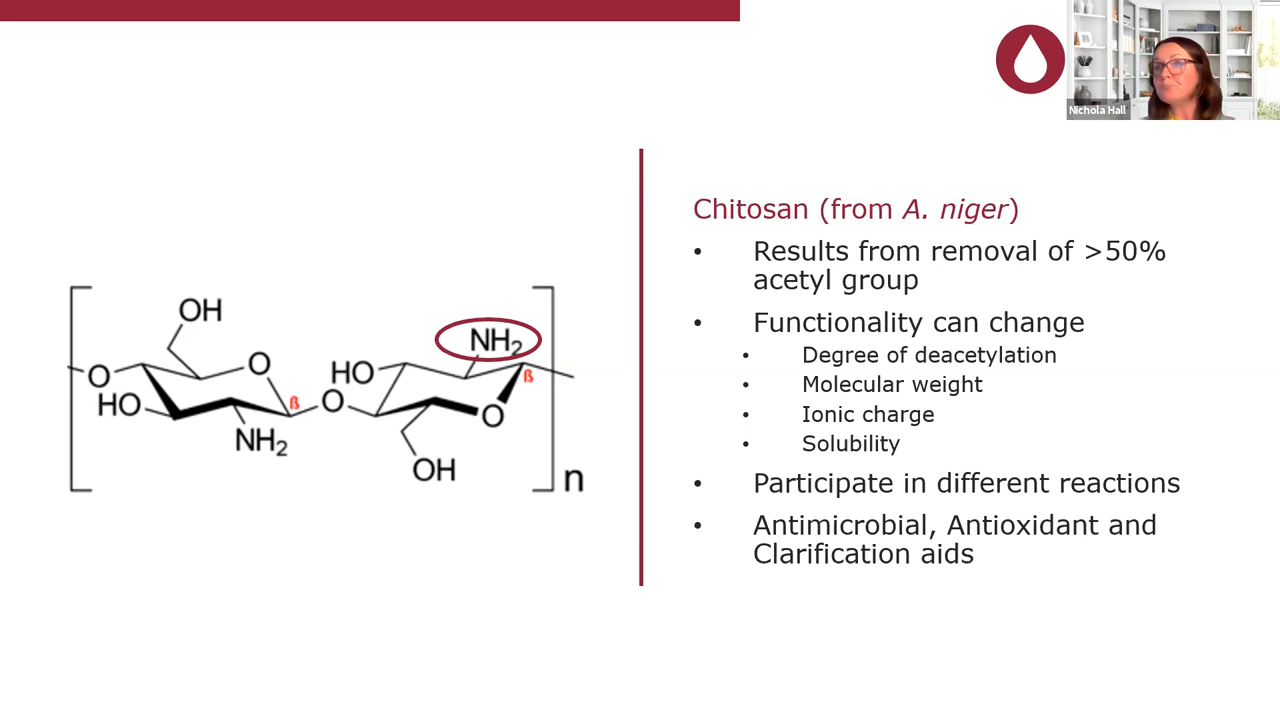 Nichola Hall
Chitosan (from A. niger)
• Results from removal of >50%
acetyl group
• Functionality can change
• Degree of deacetylation
• Molecular weight
• Ionic charge
• Solubility
• Participate in different reactions
• Antimicrobial, Antioxidant and
Clarification aids
OH
NH2
O
HO
ß
O
HO
ß
O
O
NH2
OH
n